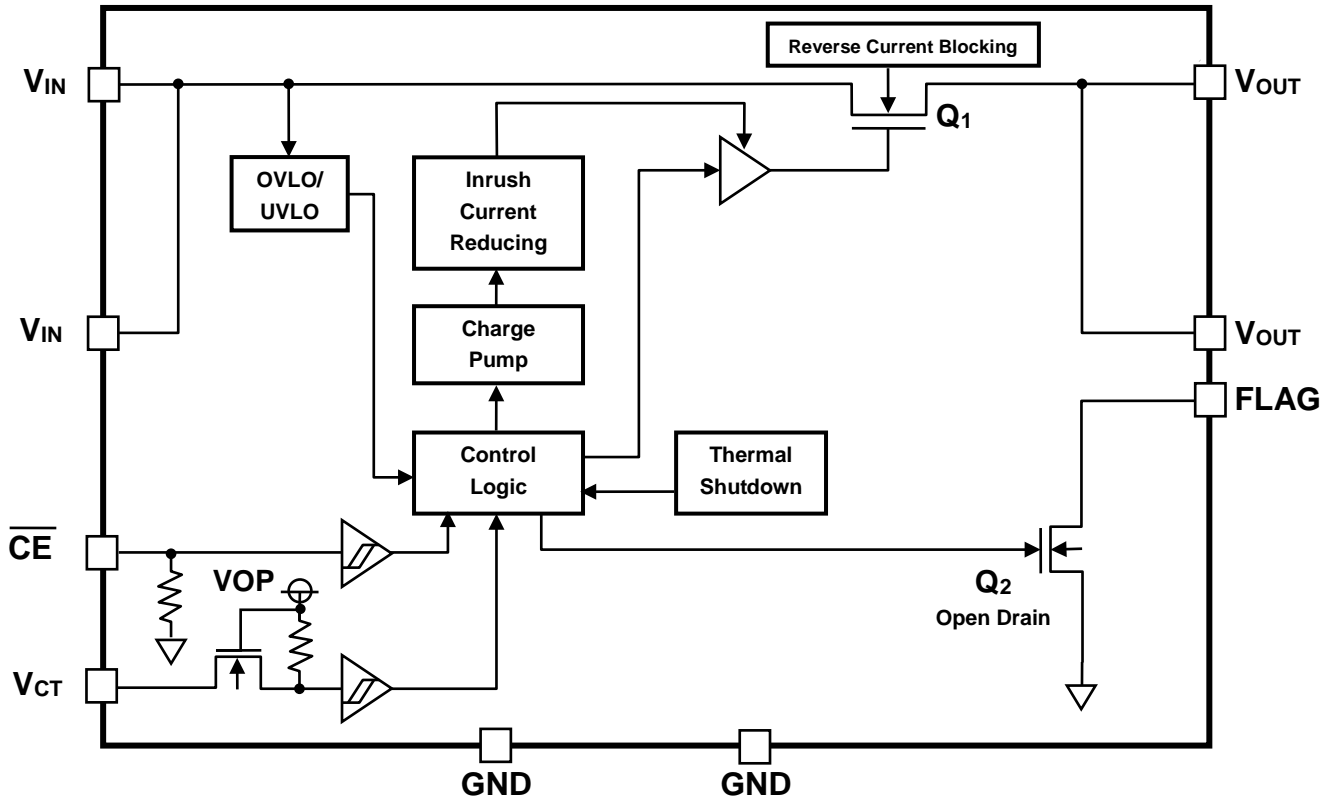 Reverse Current Blocking
VIN
VOUT
Q1
OVLO/
UVLO
Inrush
Current
Reducing
VIN
Charge
Pump
VOUT
FLAG
Control
Logic
Thermal
Shutdown
CE
VOP
Q2
Open Drain
VCT
GND
GND